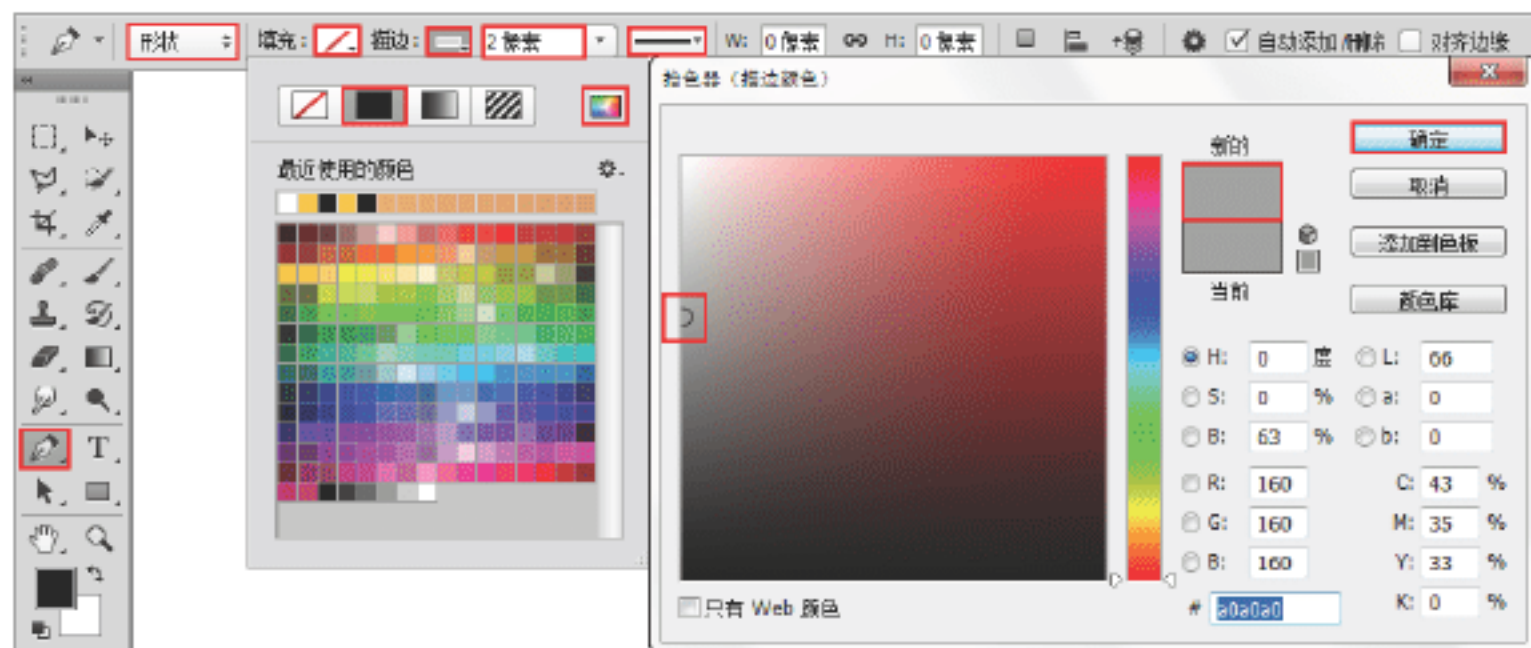 形状 填充: 描边: 2 像素 W: 0 像素 H: 0 像素 自动添加/删除 对齐边缘
拾色器（描边颜色）
最近使用的颜色
新的
当前
确定
取消
添加到色板
颜色库
H: 0 度 L: 66
S: 0 % a: 0
B: 63 % b: 0
R: 160 C: 43 %
G: 160 M: 35 %
B: 160 Y: 33 %
# a0a0a0 K: 0 %
只有 Web 颜色
T